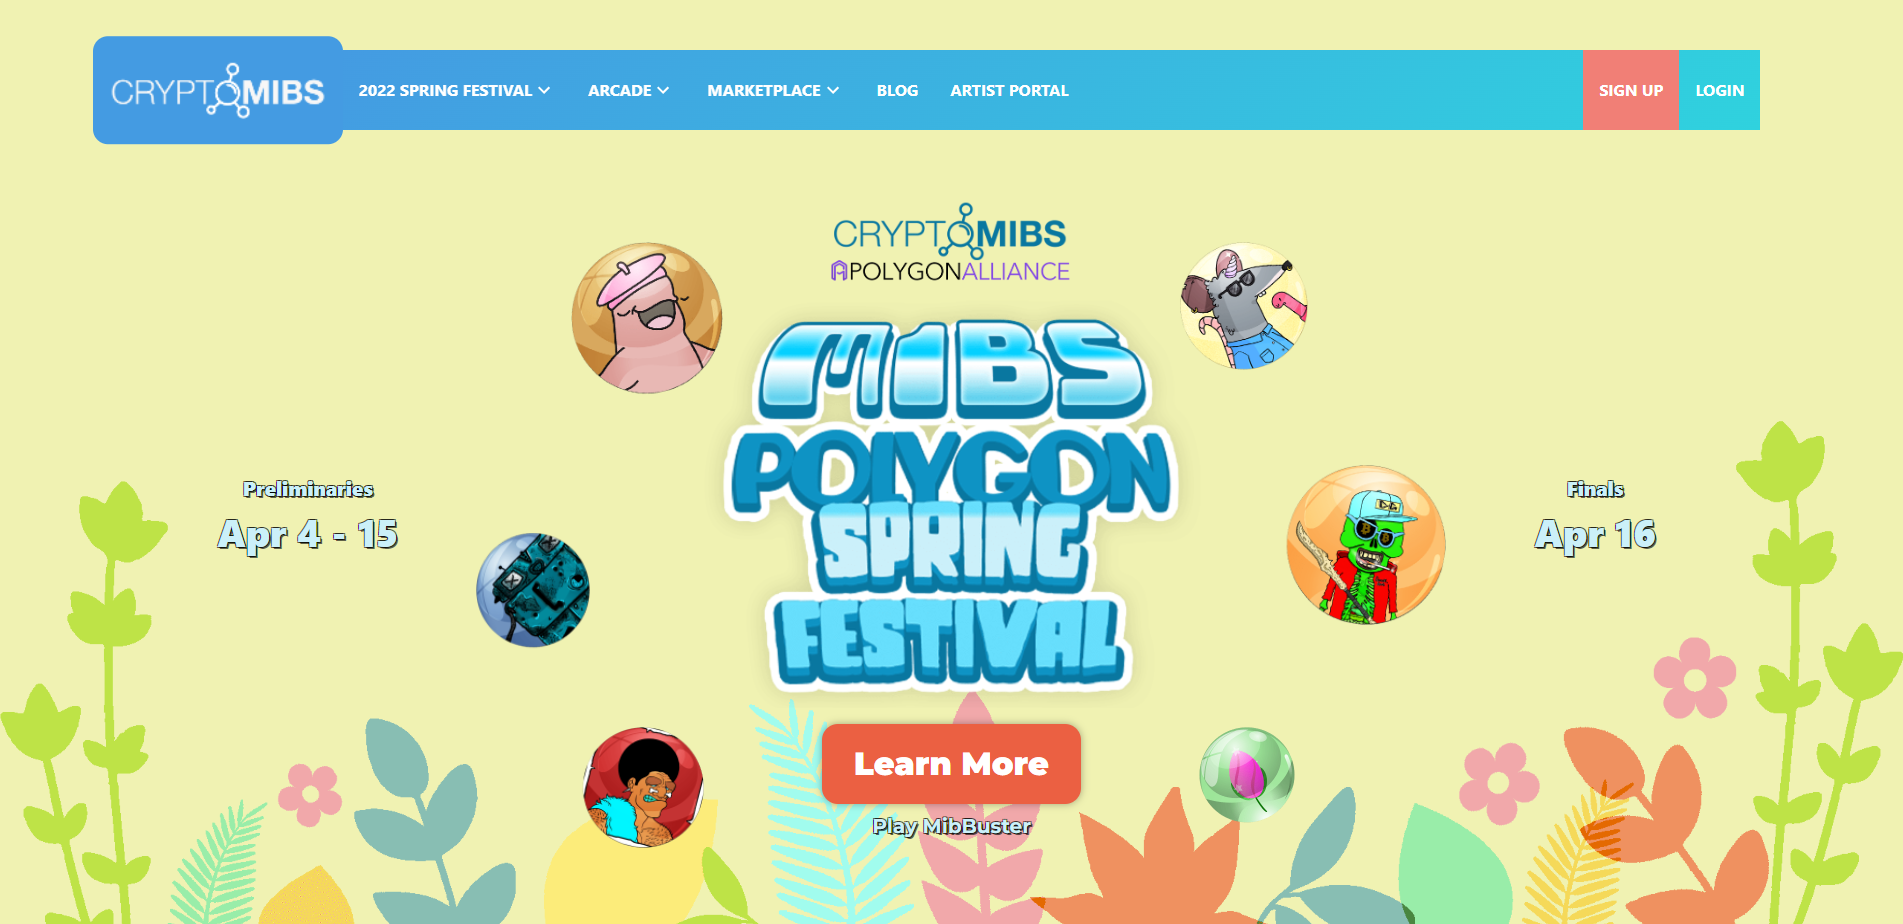 CRYPTOMIBS
2022 SPRING FESTIVAL
ARCADE
MARKETPLACE
BLOG
ARTIST PORTAL
SIGN UP
LOGIN
CRYPTOMIBS
POLYGONALLIANCE
MIBS
POLYGON
SPRING
FESTIVAL
Preliminaries
Apr 4 - 15
Finals
Apr 16
Learn More
Play MibBuster